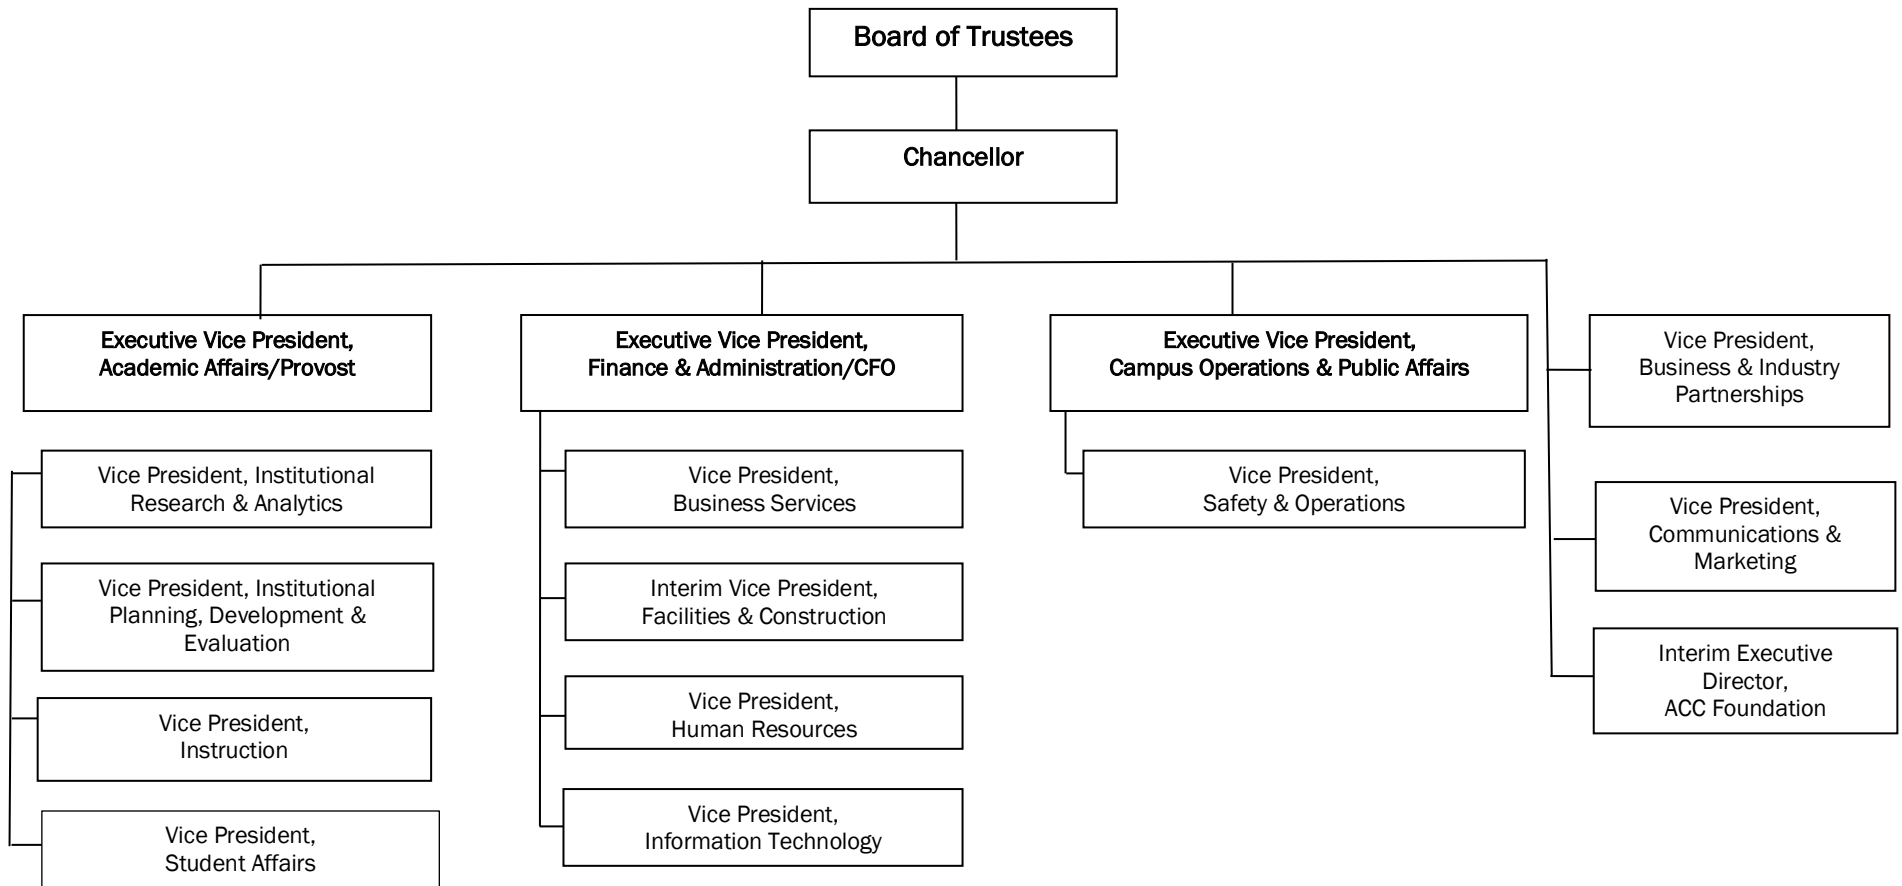 Board of Trustees
Chancellor
Executive Vice President,
Academic Affairs/Provost
Vice President, Institutional
Research & Analytics
Vice President, Institutional
Planning, Development &
Evaluation
Vice President,
Instruction
Vice President,
Student Affairs
Executive Vice President,
Finance & Administration/CFO
Vice President,
Business Services
Interim Vice President,
Facilities & Construction
Vice President,
Human Resources
Vice President,
Information Technology
Executive Vice President,
Campus Operations & Public Affairs
Vice President,
Safety & Operations
Vice President,
Business & Industry
Partnerships
Vice President,
Communications &
Marketing
Interim Executive
Director,
ACC Foundation